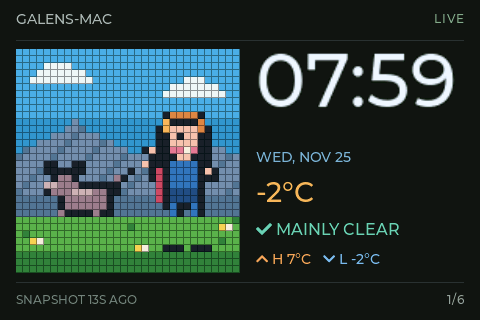 GALENS-MAC
LIVE
07:59
WED, NOV 25
-2°C
MAINLY CLEAR
H 7°C L -2°C
SNAPSHOT 13S AGO
1/6